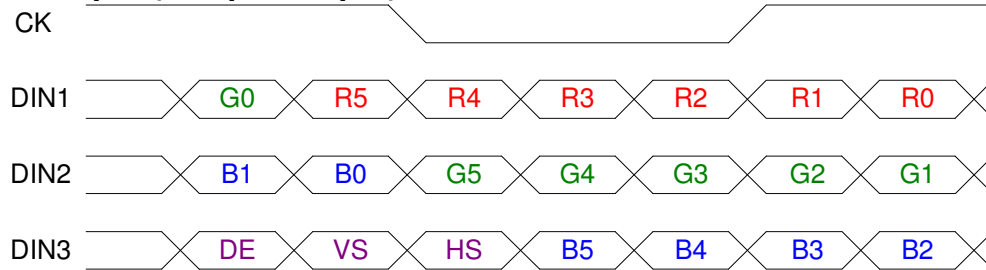 CK
DIN1 G0 R5 R4 R3 R2 R1 R0
DIN2 B1 B0 G5 G4 G3 G2 G1
DIN3 DE VS HS B5 B4 B3 B2